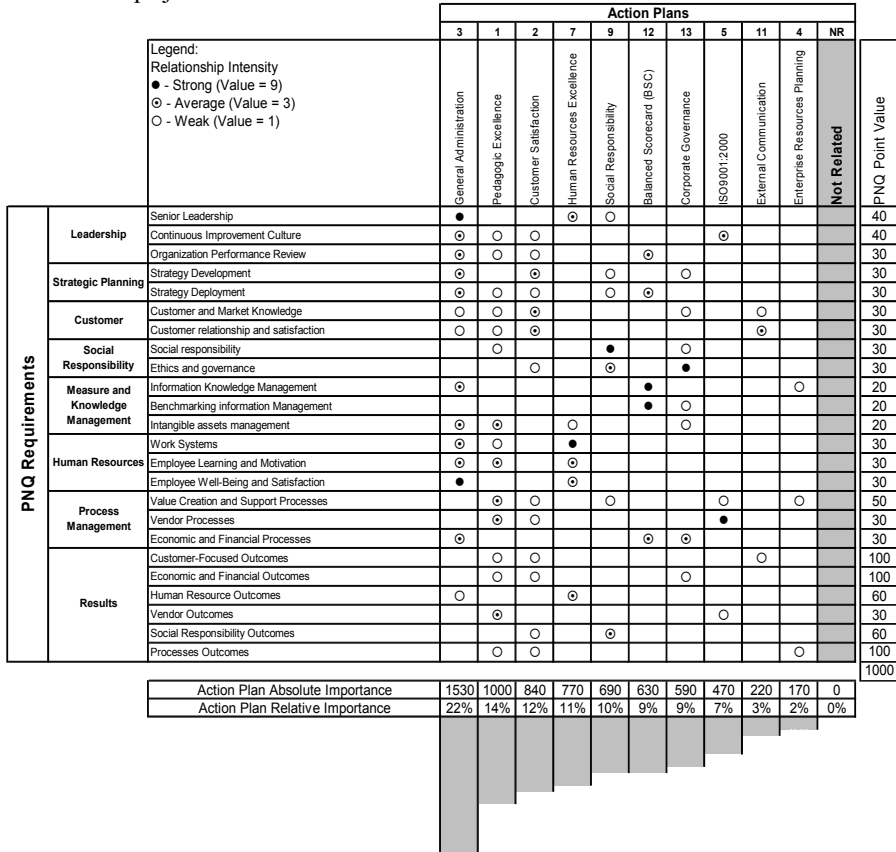 Action Plans
3 1 2 7 9 12 13 5 11 4 NR
Legend:
Relationship Intensity
● - Strong (Value = 9)
⊙ - Average (Value = 3)
○ - Weak (Value = 1)
General Administration
Pedagogic Excellence
Customer Satisfaction
Human Resources Excellence
Social Responsibility
Balanced Scorecard (BSC)
Corporate Governance
ISO9001:2000
External Communication
Enterprise Resources Planning
Not Related
PNQ Point Value
PNQ Requirements
Leadership
Senior Leadership ● ⊙ ○ 40
Continuous Improvement Culture ⊙ ○ ○ ⊙ 40
Organization Performance Review ⊙ ○ ○ ⊙ 30
Strategic Planning
Strategy Development ⊙ ⊙ ○ ○ 30
Strategy Deployment ⊙ ○ ○ ○ ⊙ 30
Customer
Customer and Market Knowledge ○ ○ ⊙ ○ ○ 30
Customer relationship and satisfaction ○ ○ ⊙ ⊙ 30
Social
Responsibility
Social responsibility ○ ● ○ 30
Ethics and governance ○ ⊙ ● 30
Measure and
Knowledge
Management
Information Knowledge Management ⊙ ● ○ 20
Benchmarking information Management ● ○ 20
Intangible assets management ⊙ ⊙ ○ ○ 20
Human Resources
Work Systems ⊙ ○ ● 30
Employee Learning and Motivation ⊙ ⊙ ⊙ 30
Employee Well-Being and Satisfaction ● ⊙ 30
Process
Management
Value Creation and Support Processes ⊙ ○ ○ ○ ○ 50
Vendor Processes ⊙ ○ ● 30
Economic and Financial Processes ⊙ ⊙ ⊙ 30
Results
Customer-Focused Outcomes ○ ○ ○ 100
Economic and Financial Outcomes ○ ○ ○ 100
Human Resource Outcomes ○ ⊙ 60
Vendor Outcomes ⊙ ○ 30
Social Responsibility Outcomes ○ ⊙ 60
Processes Outcomes ○ ○ ○ 100
1000
Action Plan Absolute Importance 1530 1000 840 770 690 630 590 470 220 170 0
Action Plan Relative Importance 22% 14% 12% 11% 10% 9% 9% 7% 3% 2% 0%